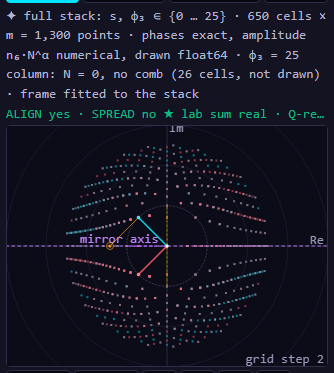 ✦ full stack: s, ϕ₃ ∈ {0 … 25} · 650 cells ×
m = 1,300 points · phases exact, amplitude
n₆·N^α numerical, drawn float64 · ϕ₃ = 25
column: N = 0, no comb (26 cells, not drawn)
· frame fitted to the stack
ALIGN yes · SPREAD no ★ lab sum real · Q-re…
Im
mirror axis
Re
grid step 2